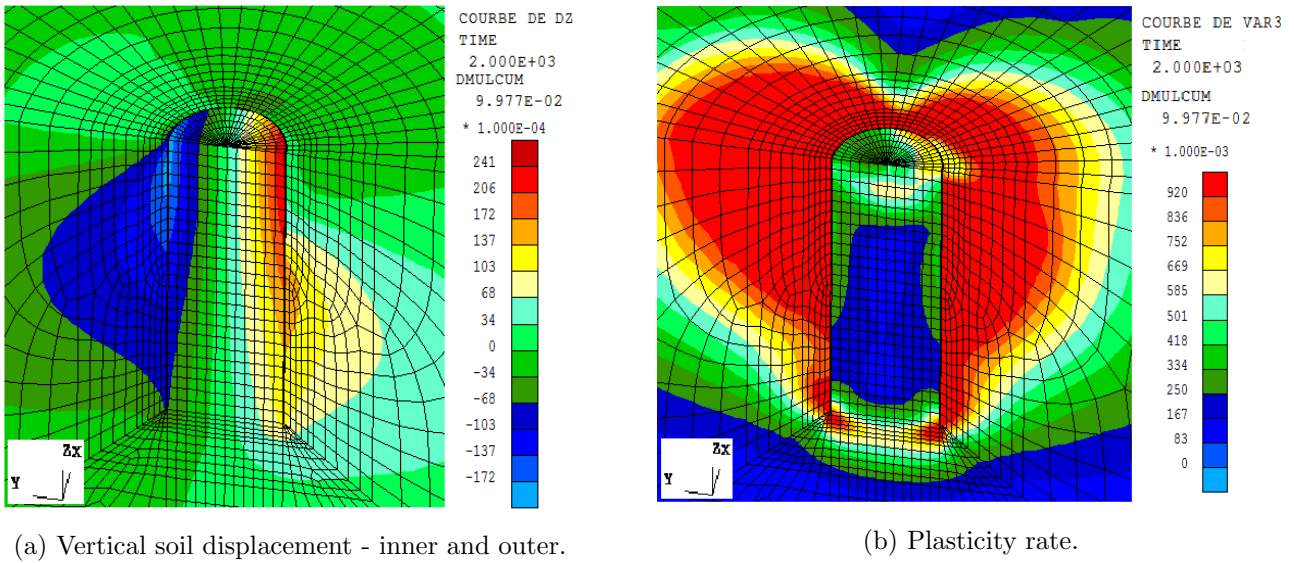 COURBE DE DZ
TIME
2.000E+03
DMULCUM
9.977E-02
* 1.000E-04
241
206
172
137
103
68
34
0
-34
-68
-103
-137
-172
ZX
Y
(a) Vertical soil displacement - inner and outer.
COURBE DE VAR3
TIME
2.000E+03
DMULCUM
9.977E-02
* 1.000E-03
920
836
752
669
585
501
418
334
250
167
83
0
ZX
Y
(b) Plasticity rate.